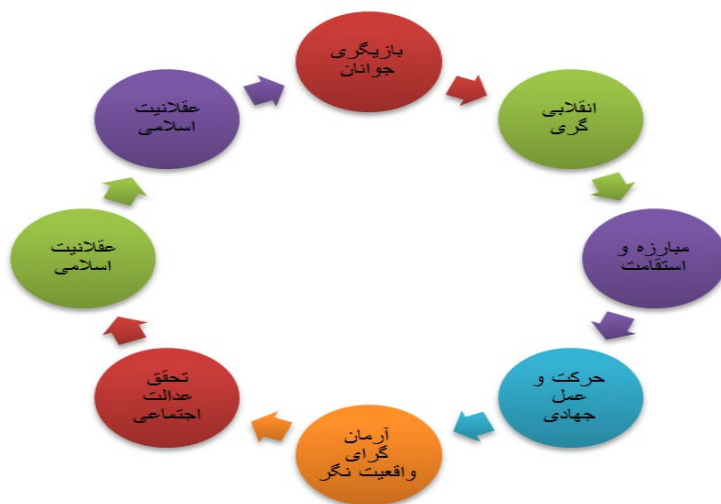 بازیگری
جوانان
انقلابی
گری
مبارزه و
استقامت
حرکت و
عمل
جهادی
آرمان
گرای
واقعیت نگر
تحقق
عدالت
اجتماعی
عقلانیت
اسلامی
عقلانیت
اسلامی